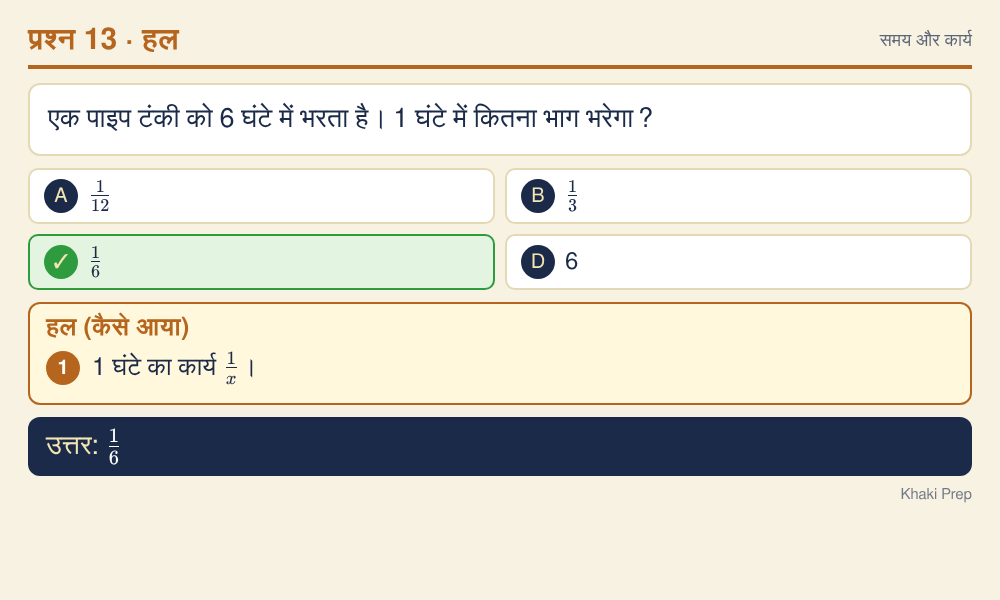 प्रश्न 13 · हल
समय और कार्य
एक पाइप टंकी को 6 घंटे में भरता है। 1 घंटे में कितना भाग भरेगा ?
A 1/12
B 1/3
✓ 1/6
D 6
हल (कैसे आया)
1 1 घंटे का कार्य 1/x ।
उत्तर: 1/6
Khaki Prep